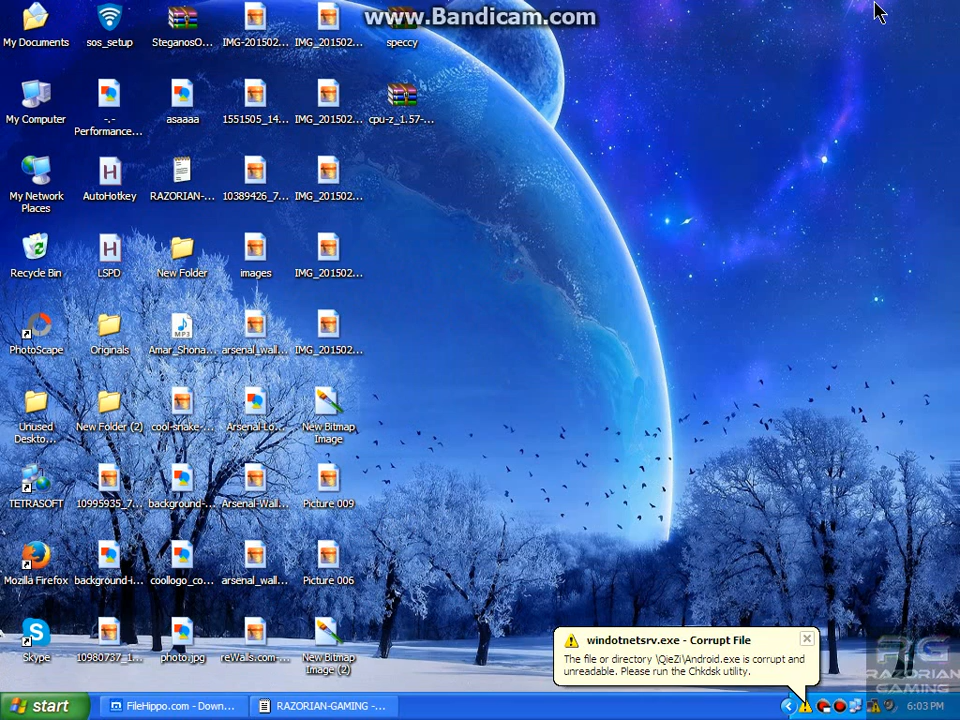 www.Bandicam.com
My Documents
sos_setup
SteganosO...
IMG-201502...
IMG_201502...
speccy
My Computer
-.-
Performance...
asaaaa
1551505_14...
IMG_201502...
cpu-z_1.57-...
My Network
Places
AutoHotkey
RAZORIAN-...
10389426_7...
IMG_201502...
Recycle Bin
LSPD
New Folder
images
IMG_201502...
PhotoScape
MP3
Originals
Amar_Shona...
arsenal_wall...
IMG_201502...
Unused
Deskto...
New Folder (2)
cool-snake-...
Arsenal-Lo...
New Bitmap
Image
TETRASOFT
10995935_7...
background-...
Arsenal-Wall...
Picture 009
Mozilla Firefox
background-i...
coollogo_co...
arsenal_wall...
Picture 006
Skype
10980737_1...
photo.jpg
reWalls.com-...
New Bitmap
Image (2)
windotnetsrv.exe - Corrupt File
The file or directory \QieZi\Android.exe is corrupt and
unreadable. Please run the Chkdsk utility.
RAZORIAN
GAMING
start
FileHippo.com - Down...
RAZORIAN-GAMING -...
6:03 PM